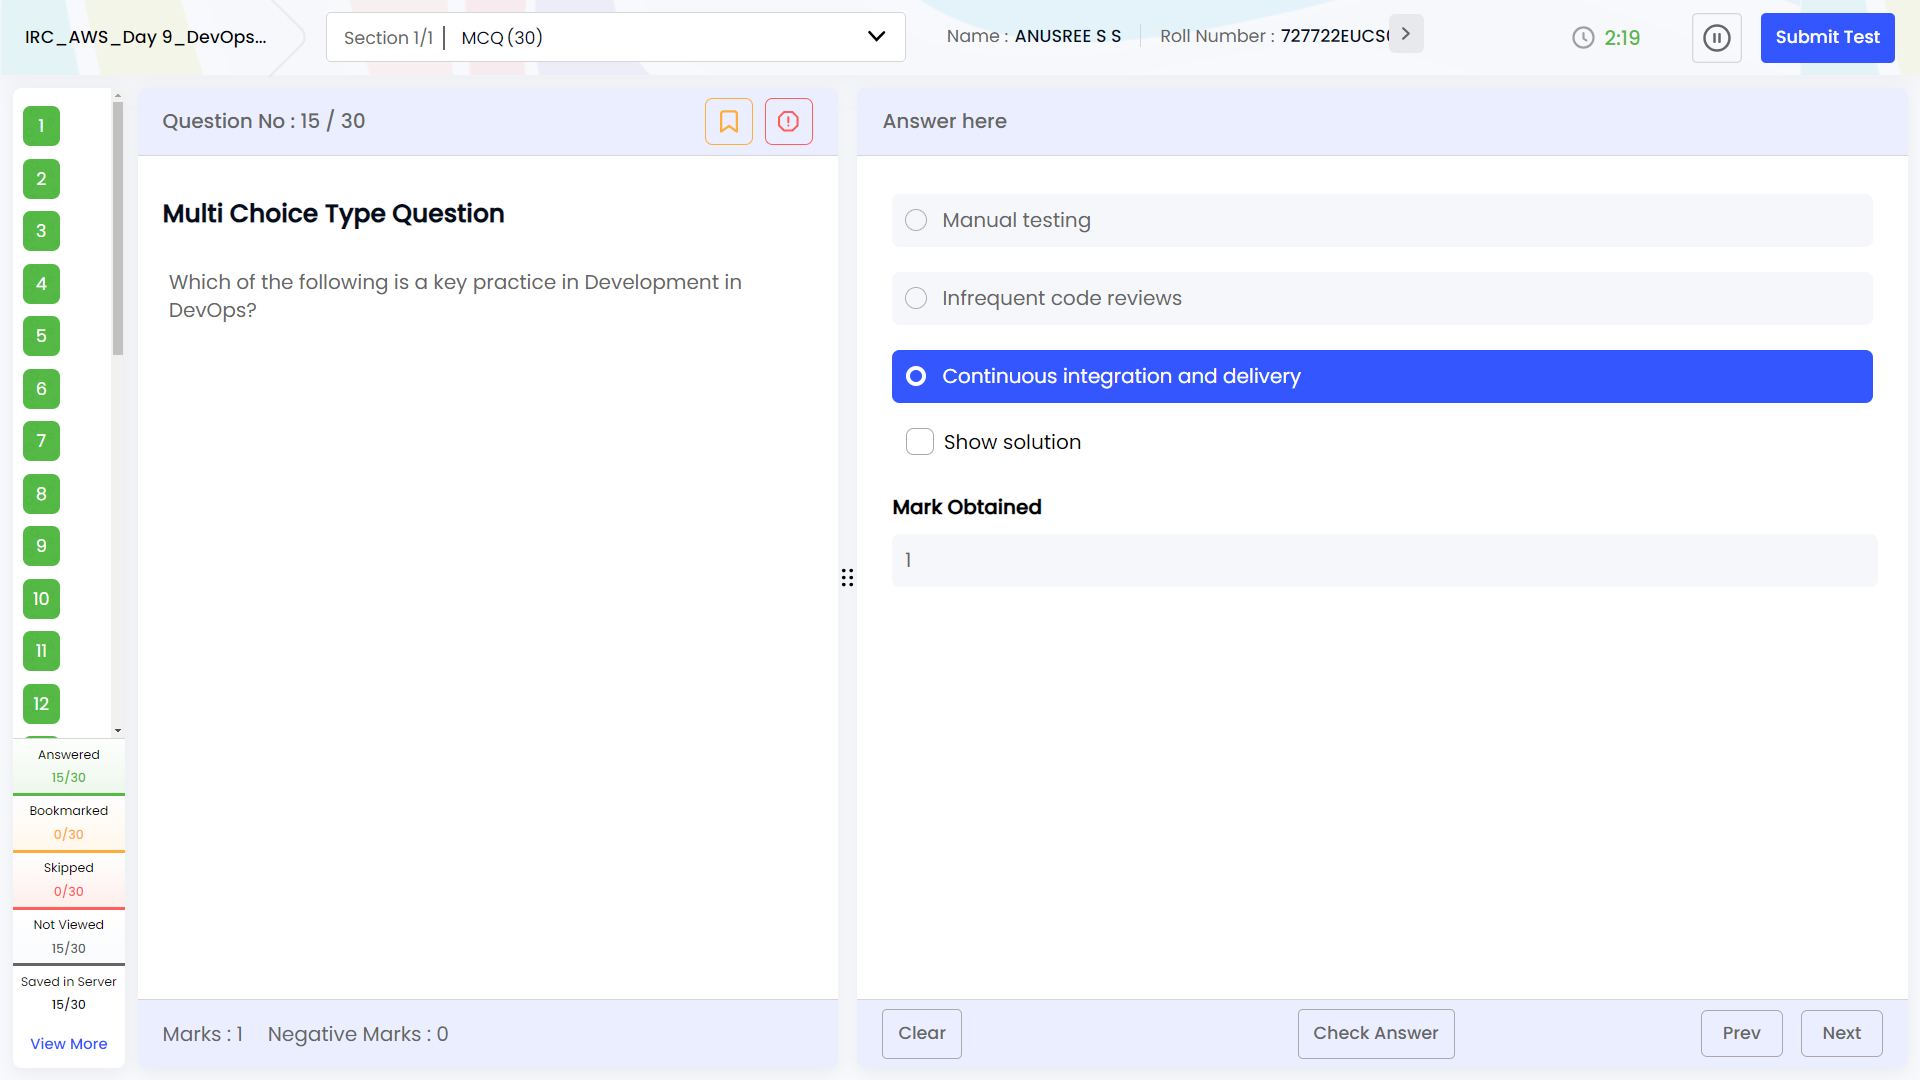 IRC_AWS_Day 9_DevOps...
Section 1/1 | MCQ (30)
Name : ANUSREE S S
Roll Number : 727722EUCS
2:19
Submit Test
1
2
3
4
5
6
7
8
9
10
11
12
Answered
15/30
Bookmarked
0/30
Skipped
0/30
Not Viewed
15/30
Saved in Server
15/30
View More
Question No : 15 / 30
Multi Choice Type Question
Which of the following is a key practice in Development in
DevOps?
Marks : 1 Negative Marks : 0
Answer here
Manual testing
Infrequent code reviews
Continuous integration and delivery
Show solution
Mark Obtained
1
Clear
Check Answer
Prev
Next